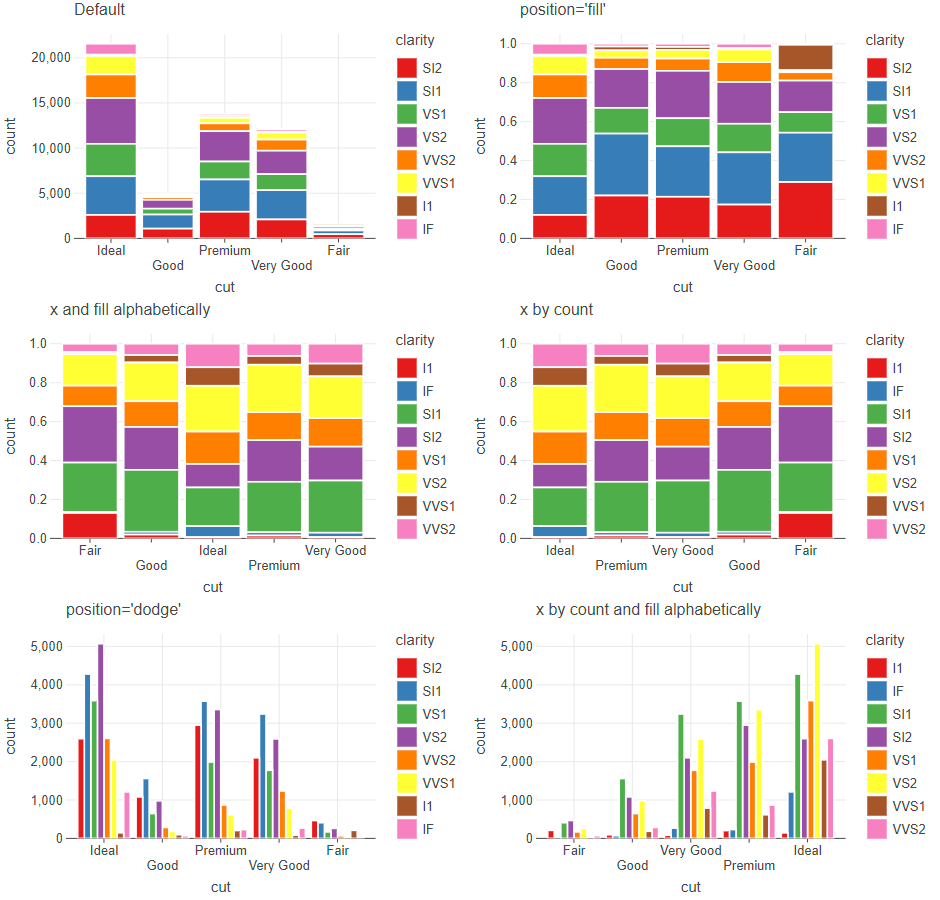 Default
count
20,000
15,000
10,000
5,000
0
Ideal
Good
Premium
Very Good
Fair
cut
clarity
SI2
SI1
VS1
VS2
VVS2
VVS1
I1
IF
position='fill'
count
1.0
0.8
0.6
0.4
0.2
0.0
Ideal
Good
Premium
Very Good
Fair
cut
clarity
SI2
SI1
VS1
VS2
VVS2
VVS1
I1
IF
x and fill alphabetically
count
1.0
0.8
0.6
0.4
0.2
0.0
Fair
Good
Ideal
Premium
Very Good
cut
clarity
I1
IF
SI1
SI2
VS1
VS2
VVS1
VVS2
x by count
count
1.0
0.8
0.6
0.4
0.2
0.0
Ideal
Premium
Very Good
Good
Fair
cut
clarity
I1
IF
SI1
SI2
VS1
VS2
VVS1
VVS2
position='dodge'
count
5,000
4,000
3,000
2,000
1,000
0
Ideal
Good
Premium
Very Good
Fair
cut
clarity
SI2
SI1
VS1
VS2
VVS2
VVS1
I1
IF
x by count and fill alphabetically
count
5,000
4,000
3,000
2,000
1,000
0
Fair
Good
Very Good
Premium
Ideal
cut
clarity
I1
IF
SI1
SI2
VS1
VS2
VVS1
VVS2